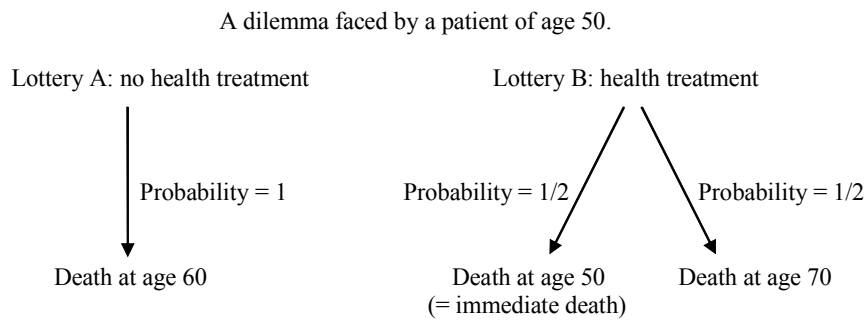 A dilemma faced by a patient of age 50.
Lottery A: no health treatment
Lottery B: health treatment
Probability = 1
Probability = 1/2
Probability = 1/2
Death at age 60
Death at age 50
(= immediate death)
Death at age 70